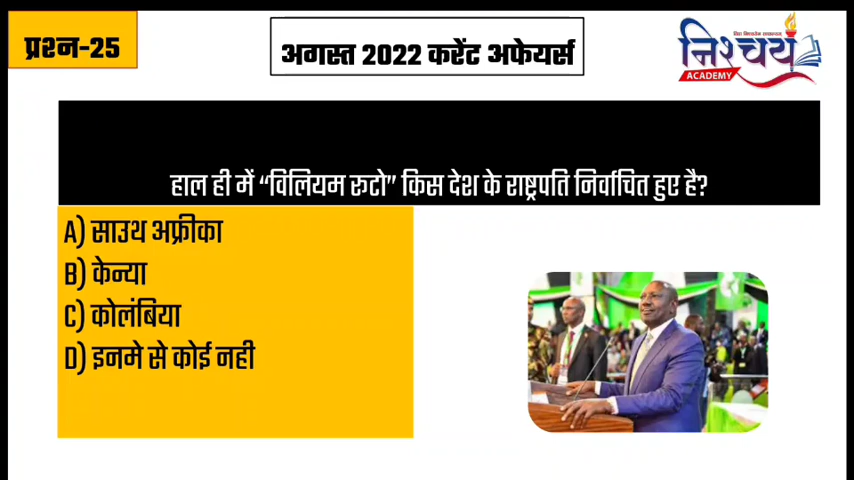 प्रश्न-25
अगस्त 2022 करेंट अफेयर्स
निश्चय
ACADEMY
हाल ही में “विलियम रूटो” किस देश के राष्ट्रपति निर्वाचित हुए है?
A) साउथ अफ्रीका
B) केन्या
C) कोलंबिया
D) इनमे से कोई नही